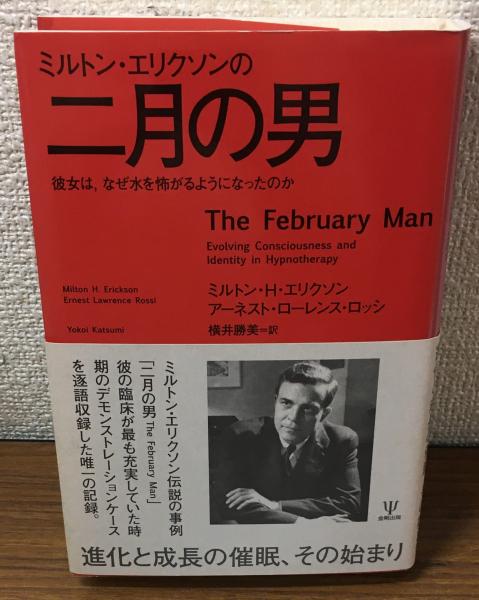 ミルトン・エリクソンの
二月の男
彼女は，なぜ水を怖がるようになったのか
The February Man
Evolving Consciousness and
Identity in Hypnotherapy
Milton H. Erickson
Ernest Lawrence Rossi
Yokoi Katsumi
ミルトン・H・エリクソン
アーネスト・ローレンス・ロッシ
横井勝美＝訳
ミルトン・エリクソン伝説の事例
「二月の男 The February Man」
彼の臨床が最も充実していた時
期のデモンストレーションケース
を逐語収録した唯一の記録。
金剛出版
進化と成長の催眠、その始まり